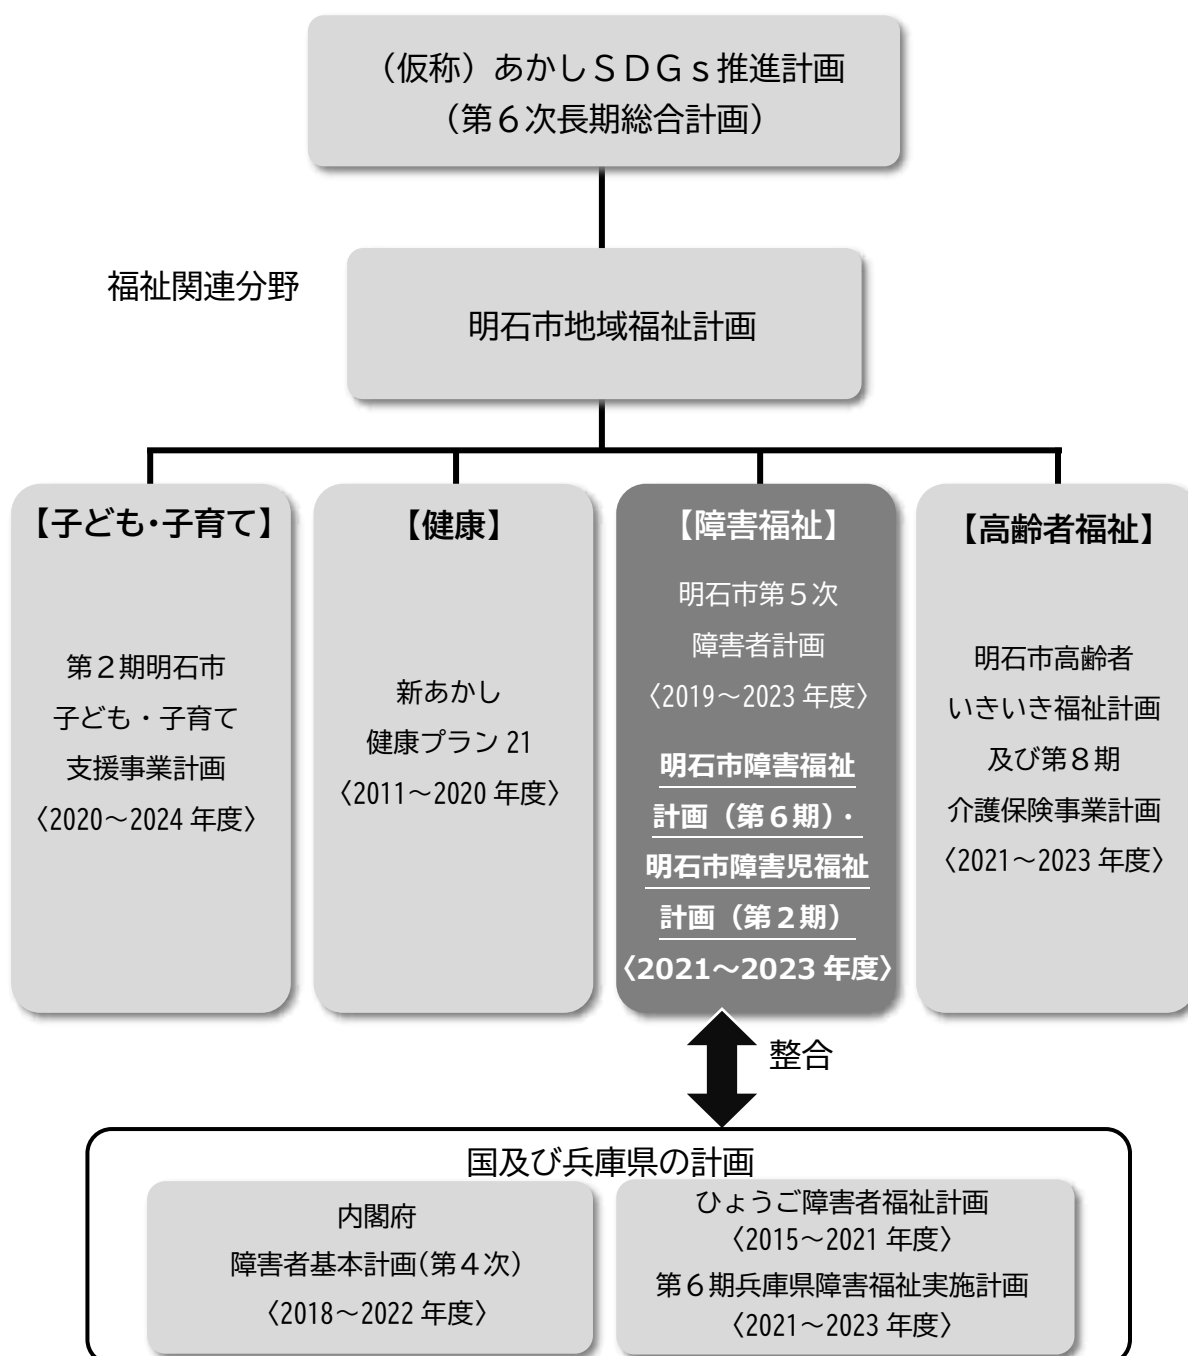 （仮称）あかしＳＤＧｓ推進計画
（第６次長期総合計画）
福祉関連分野
明石市地域福祉計画
【子ども・子育て】
第２期明石市
子ども・子育て
支援事業計画
〈2020～2024 年度〉
【健康】
新あかし
健康プラン 21
〈2011～2020 年度〉
【障害福祉】
明石市第５次
障害者計画
〈2019～2023 年度〉
明石市障害福祉
計画（第６期）・
明石市障害児福祉
計画（第２期）
〈2021～2023 年度〉
【高齢者福祉】
明石市高齢者
いきいき福祉計画
及び第８期
介護保険事業計画
〈2021～2023 年度〉
整合
国及び兵庫県の計画
内閣府
障害者基本計画(第４次)
〈2018～2022 年度〉
ひょうご障害者福祉計画
〈2015～2021 年度〉
第６期兵庫県障害福祉実施計画
〈2021～2023 年度〉